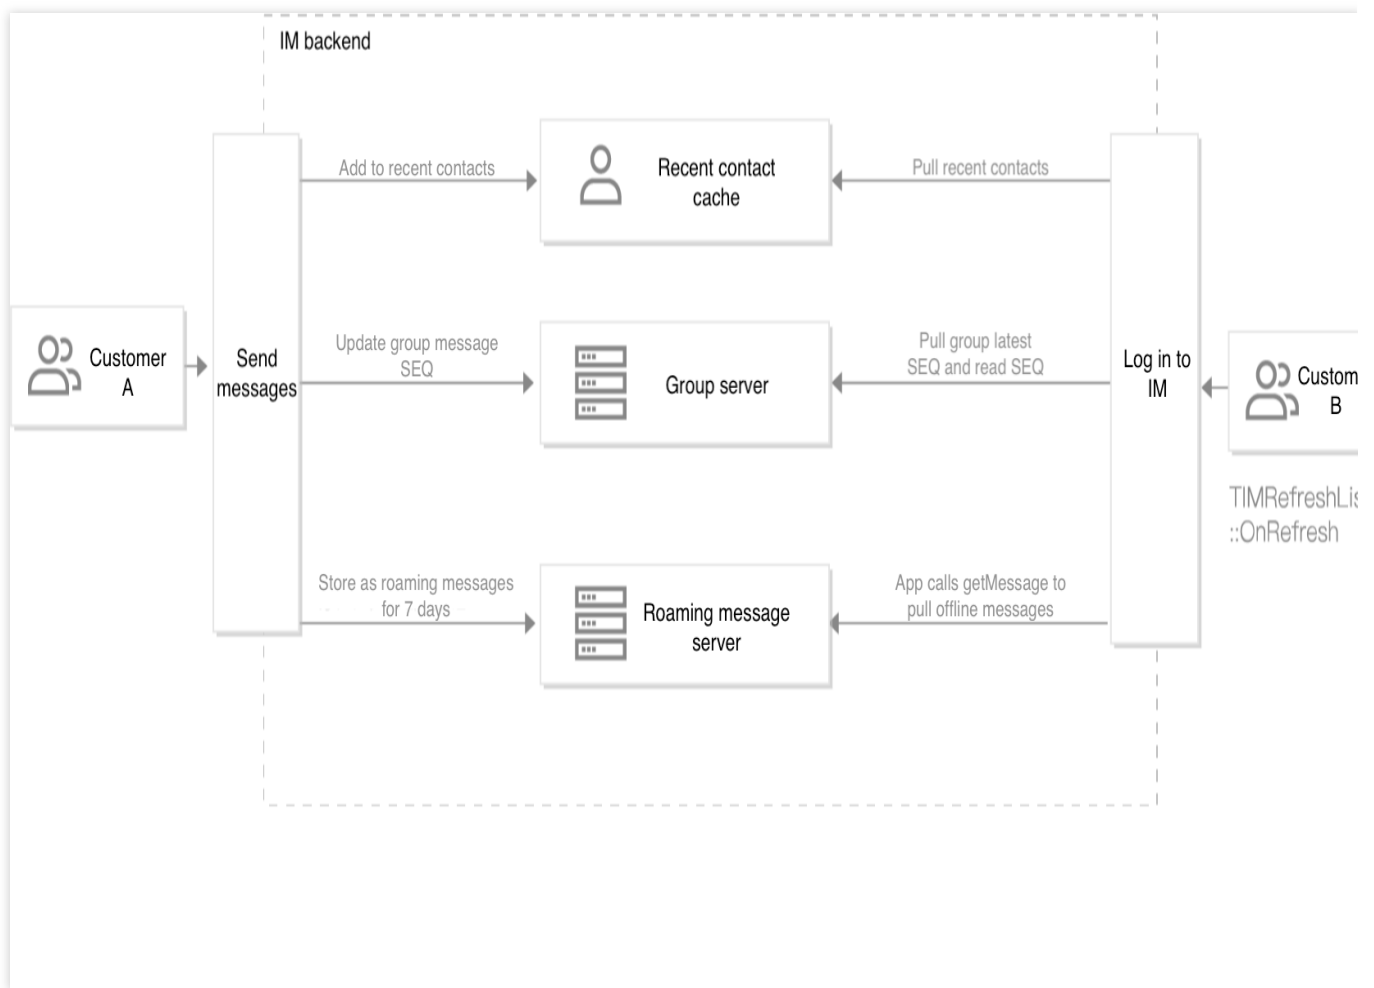 IM backend
Add to recent contacts
Recent contact
cache
Pull recent contacts
Customer
A
Send
messages
Update group message
SEQ
Group server
Pull group latest
SEQ and read SEQ
Log in to
IM
Custom
B
TIMRefreshLis
::OnRefresh
Store as roaming messages
for 7 days
Roaming message
server
App calls getMessage to
pull offline messages